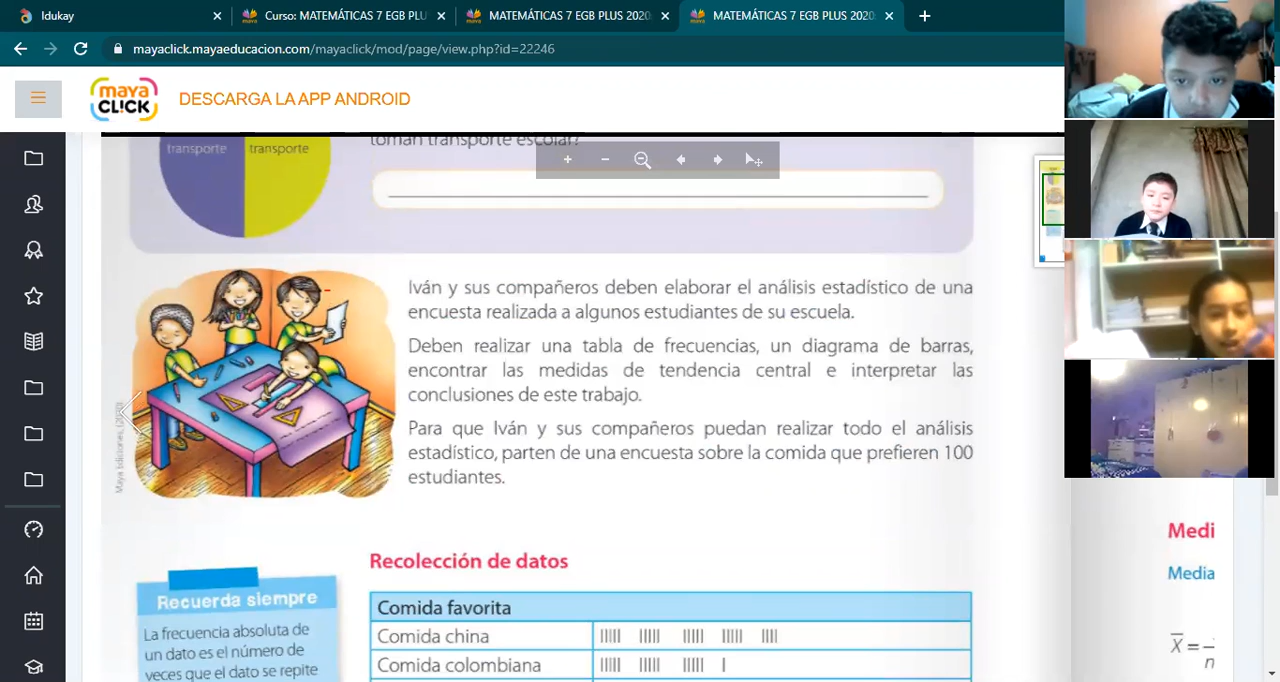 Idukay
Curso: MATEMÁTICAS 7 EGB PLU
MATEMÁTICAS 7 EGB PLUS 2020
MATEMÁTICAS 7 EGB PLUS 2020
mayaclick.mayaeducacion.com/mayaclick/mod/page/view.php?id=22246
maya
CL!CK
DESCARGA LA APP ANDROID
toman transporte escolar?
transporte transporte
Iván y sus compañeros deben elaborar el análisis estadístico de una
encuesta realizada a algunos estudiantes de su escuela.
Deben realizar una tabla de frecuencias, un diagrama de barras,
encontrar las medidas de tendencia central e interpretar las
conclusiones de este trabajo.
Para que Iván y sus compañeros puedan realizar todo el análisis
estadístico, parten de una encuesta sobre la comida que prefieren 100
estudiantes.
Maya Ediciones, (2020)
Recolección de datos
Recuerda siempre
La frecuencia absoluta de
un dato es el número de
veces que el dato se repite
Comida favorita
Comida china
Comida colombiana
Medi
Media
X =
n